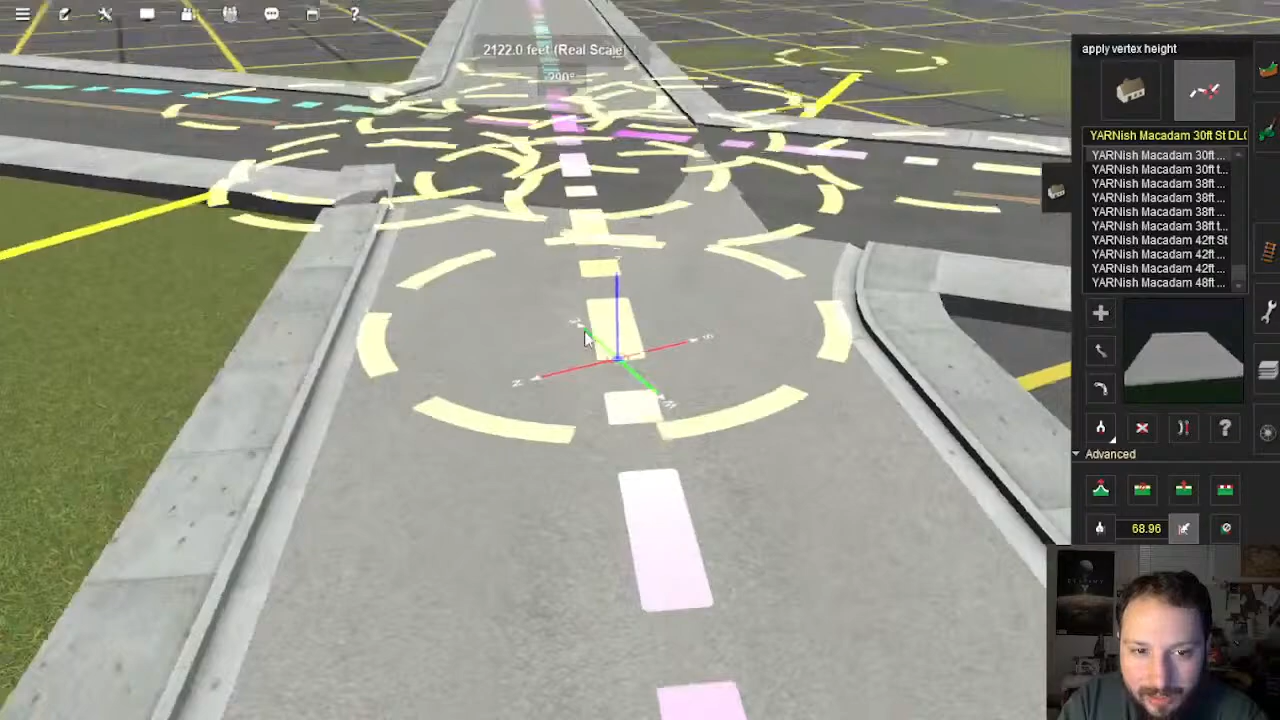 2122.0 feet (Real Scale)
290°
apply vertex height
YARNish Macadam 30ft St DLC
YARNish Macadam 30ft ...
YARNish Macadam 30ft t...
YARNish Macadam 38ft ...
YARNish Macadam 38ft ...
YARNish Macadam 38ft ...
YARNish Macadam 38ft t...
YARNish Macadam 42ft St
YARNish Macadam 42ft ...
YARNish Macadam 42ft ...
YARNish Macadam 48ft ...
Advanced
68.96